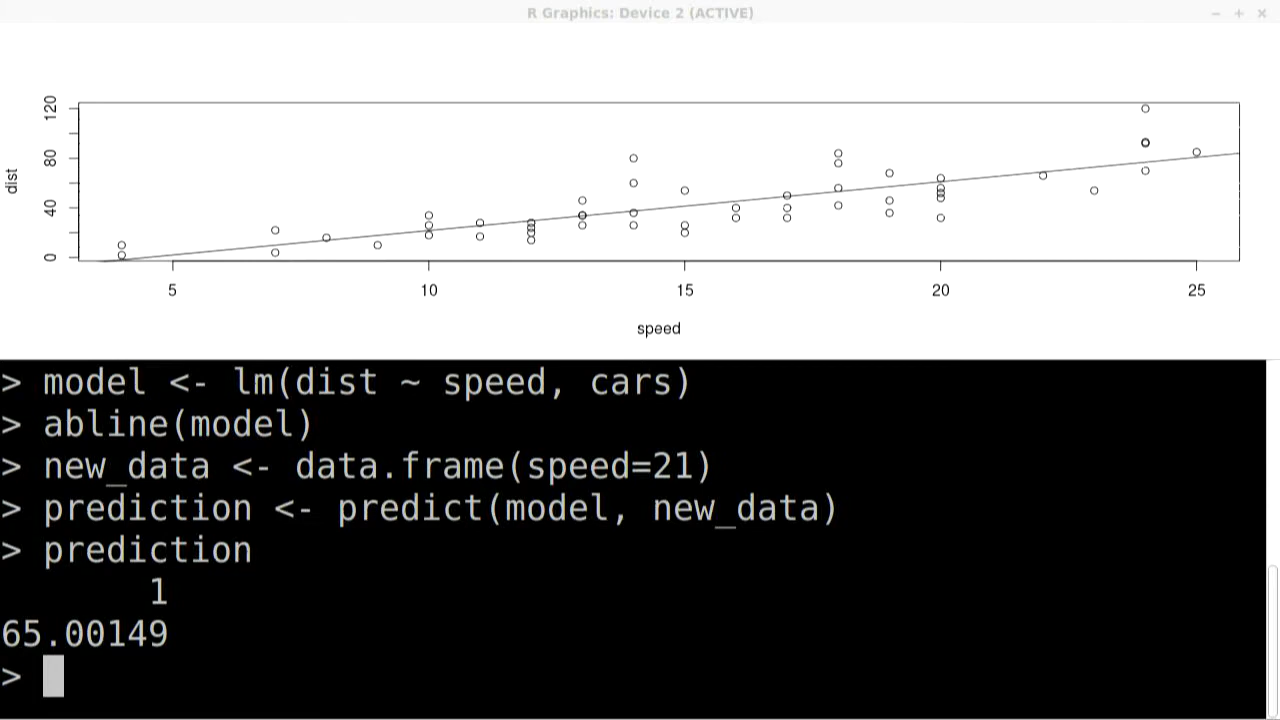 R Graphics: Device 2 (ACTIVE)
120
80
40
0
dist
5 10 15 20 25
speed
> model <- lm(dist ~ speed, cars)
> abline(model)
> new_data <- data.frame(speed=21)
> prediction <- predict(model, new_data)
> prediction
1
65.00149
>